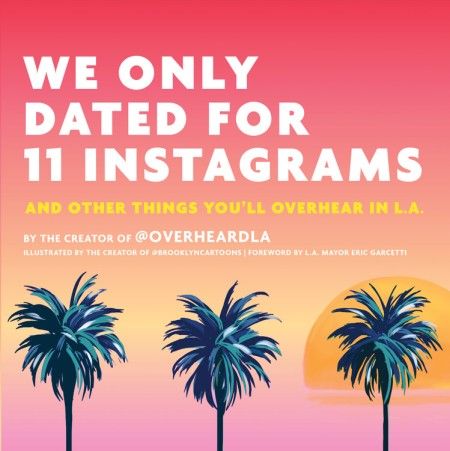 WE ONLY
DATED FOR
11 INSTAGRAMS
AND OTHER THINGS YOU'LL OVERHEAR IN L.A.
BY THE CREATOR OF @OVERHEARDLA
ILLUSTRATED BY THE CREATOR OF @BROOKLYNCARTOONS | FOREWORD BY L.A. MAYOR ERIC GARCETTI